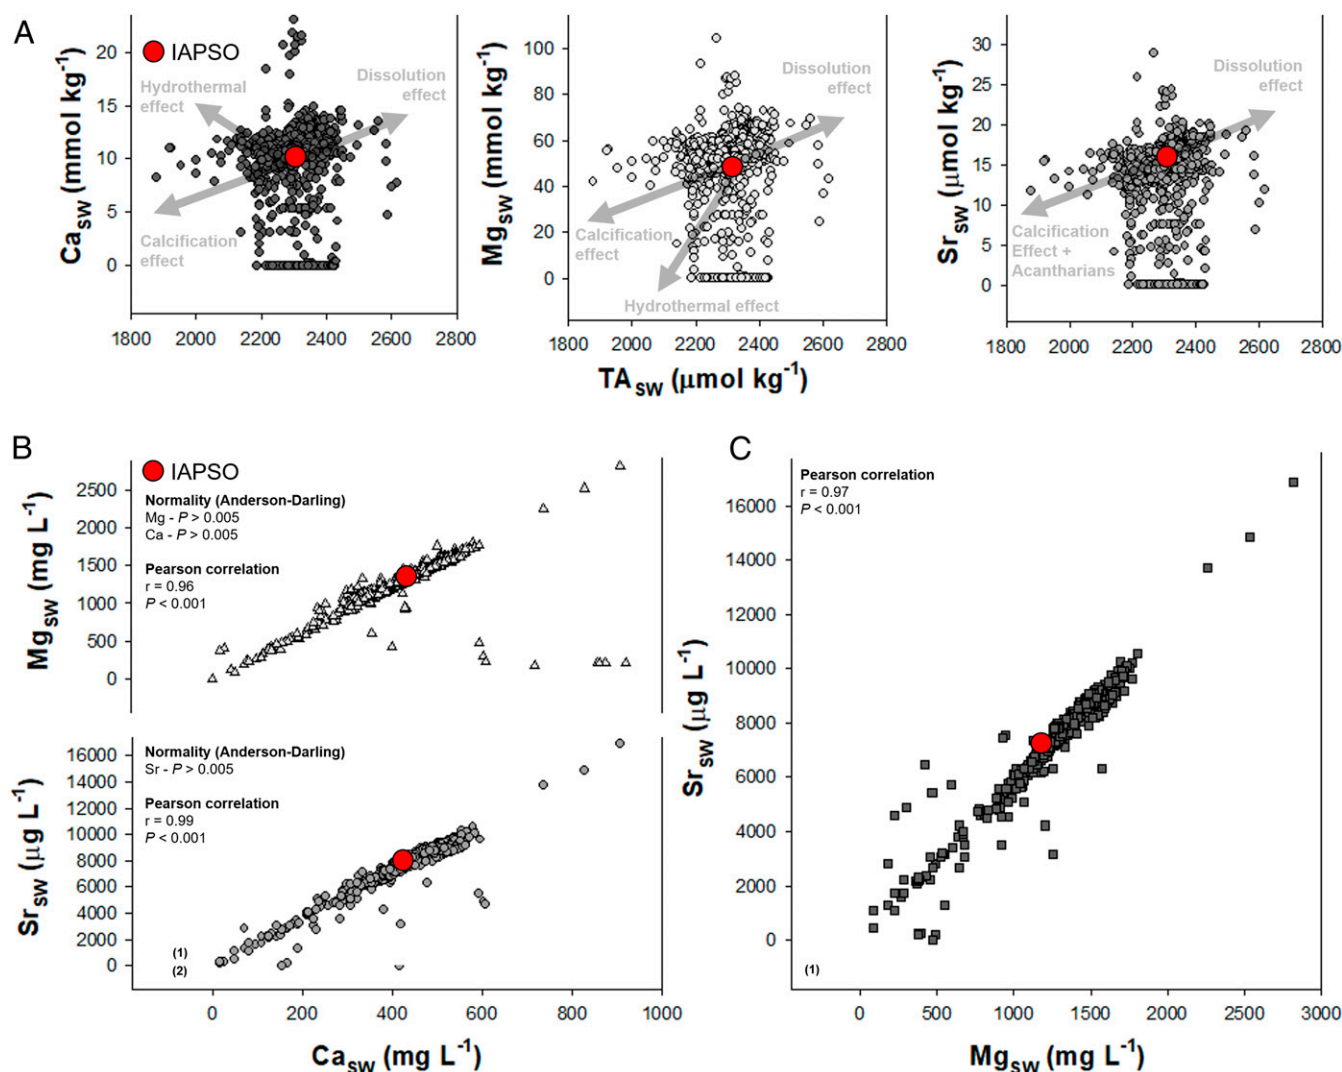 A
IAPSO
Ca_SW (mmol kg⁻¹)
20
15
10
5
0
1800 2000 2200 2400 2600 2800
Hydrothermal
effect
Dissolution
effect
Calcification
effect
Mg_SW (mmol kg⁻¹)
100
80
60
40
20
0
1800 2000 2200 2400 2600 2800
Dissolution
effect
Calcification
effect
Hydrothermal effect
Sr_SW (μmol kg⁻¹)
30
25
20
15
10
5
0
1800 2000 2200 2400 2600 2800
Dissolution
effect
Calcification
Effect +
Acantharians
TA_SW (μmol kg⁻¹)
B
IAPSO
Mg_SW (mg L⁻¹)
2500
2000
1500
1000
500
0
Normality (Anderson-Darling)
Mg - P > 0.005
Ca - P > 0.005
Pearson correlation
r = 0.96
P < 0.001
Sr_SW (μg L⁻¹)
16000
14000
12000
10000
8000
6000
4000
2000
0
Normality (Anderson-Darling)
Sr - P > 0.005
Pearson correlation
r = 0.99
P < 0.001
(1)
(2)
0 200 400 600 800 1000
Ca_SW (mg L⁻¹)
C
Pearson correlation
r = 0.97
P < 0.001
Sr_SW (μg L⁻¹)
16000
14000
12000
10000
8000
6000
4000
2000
0
(1)
0 500 1000 1500 2000 2500 3000
Mg_SW (mg L⁻¹)